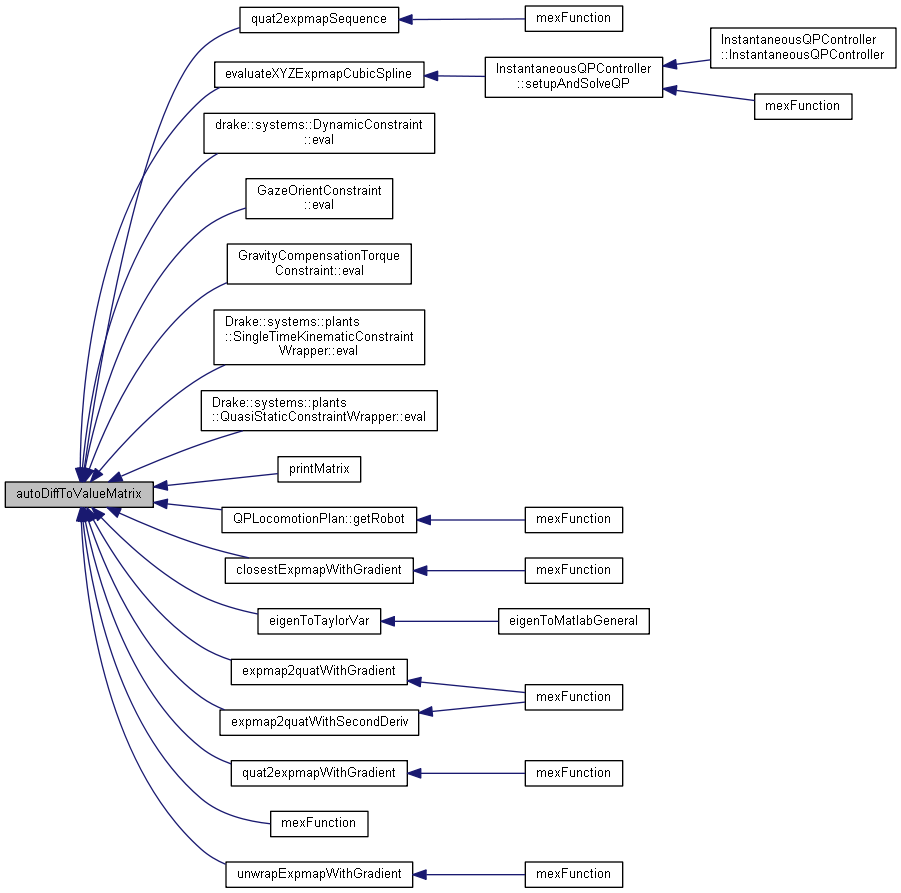 quat2expmapSequence
mexFunction
evaluateXYZExpmapCubicSpline
InstantaneousQPController
::setupAndSolveQP
InstantaneousQPController
::InstantaneousQPController
mexFunction
drake::systems::DynamicConstraint
::eval
GazeOrientConstraint
::eval
GravityCompensationTorque
Constraint::eval
Drake::systems::plants
::SingleTimeKinematicConstraint
Wrapper::eval
Drake::systems::plants
::QuasiStaticConstraintWrapper::eval
autoDiffToValueMatrix
printMatrix
QPLocomotionPlan::getRobot
mexFunction
closestExpmapWithGradient
mexFunction
eigenToTaylorVar
eigenToMatlabGeneral
expmap2quatWithGradient
mexFunction
expmap2quatWithSecondDeriv
quat2expmapWithGradient
mexFunction
mexFunction
unwrapExpmapWithGradient
mexFunction